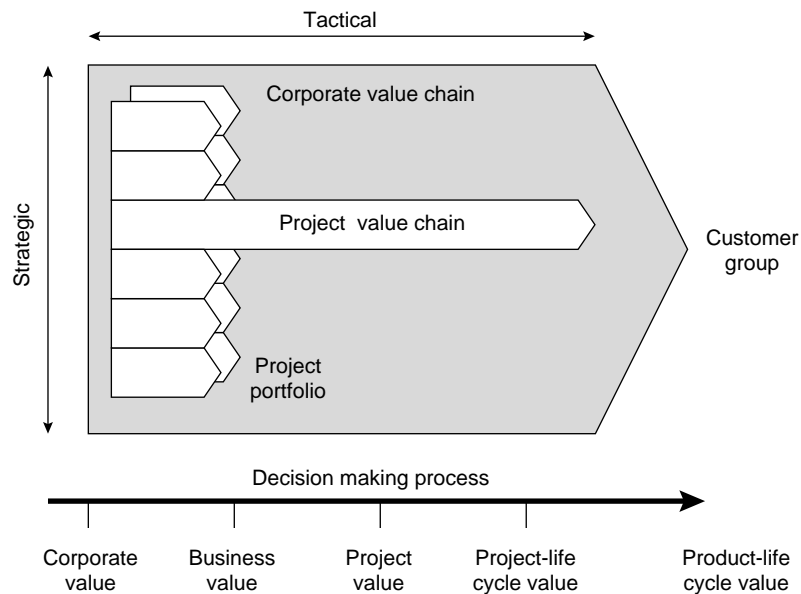 Tactical
Corporate value chain
Strategic
Project value chain
Customer
group
Project
portfolio
Decision making process
Corporate
value
Business
value
Project
value
Project-life
cycle value
Product-life
cycle value